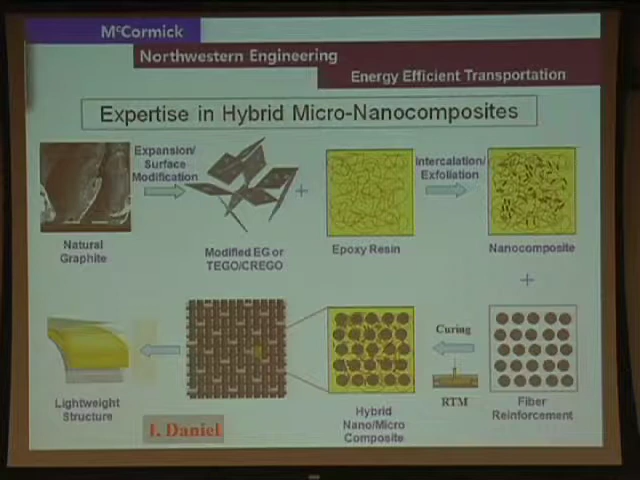 McCormick
Northwestern Engineering
Energy Efficient Transportation
Expertise in Hybrid Micro-Nanocomposites
Expansion/
Surface
Modification
Intercalation/
Exfoliation
+
Natural
Graphite
Modified EG or
TEGO/CREGO
Epoxy Resin
Nanocomposite
+
Curing
RTM
Lightweight
Structure
Hybrid
Nano/Micro
Composite
Fiber
Reinforcement
I. Daniel